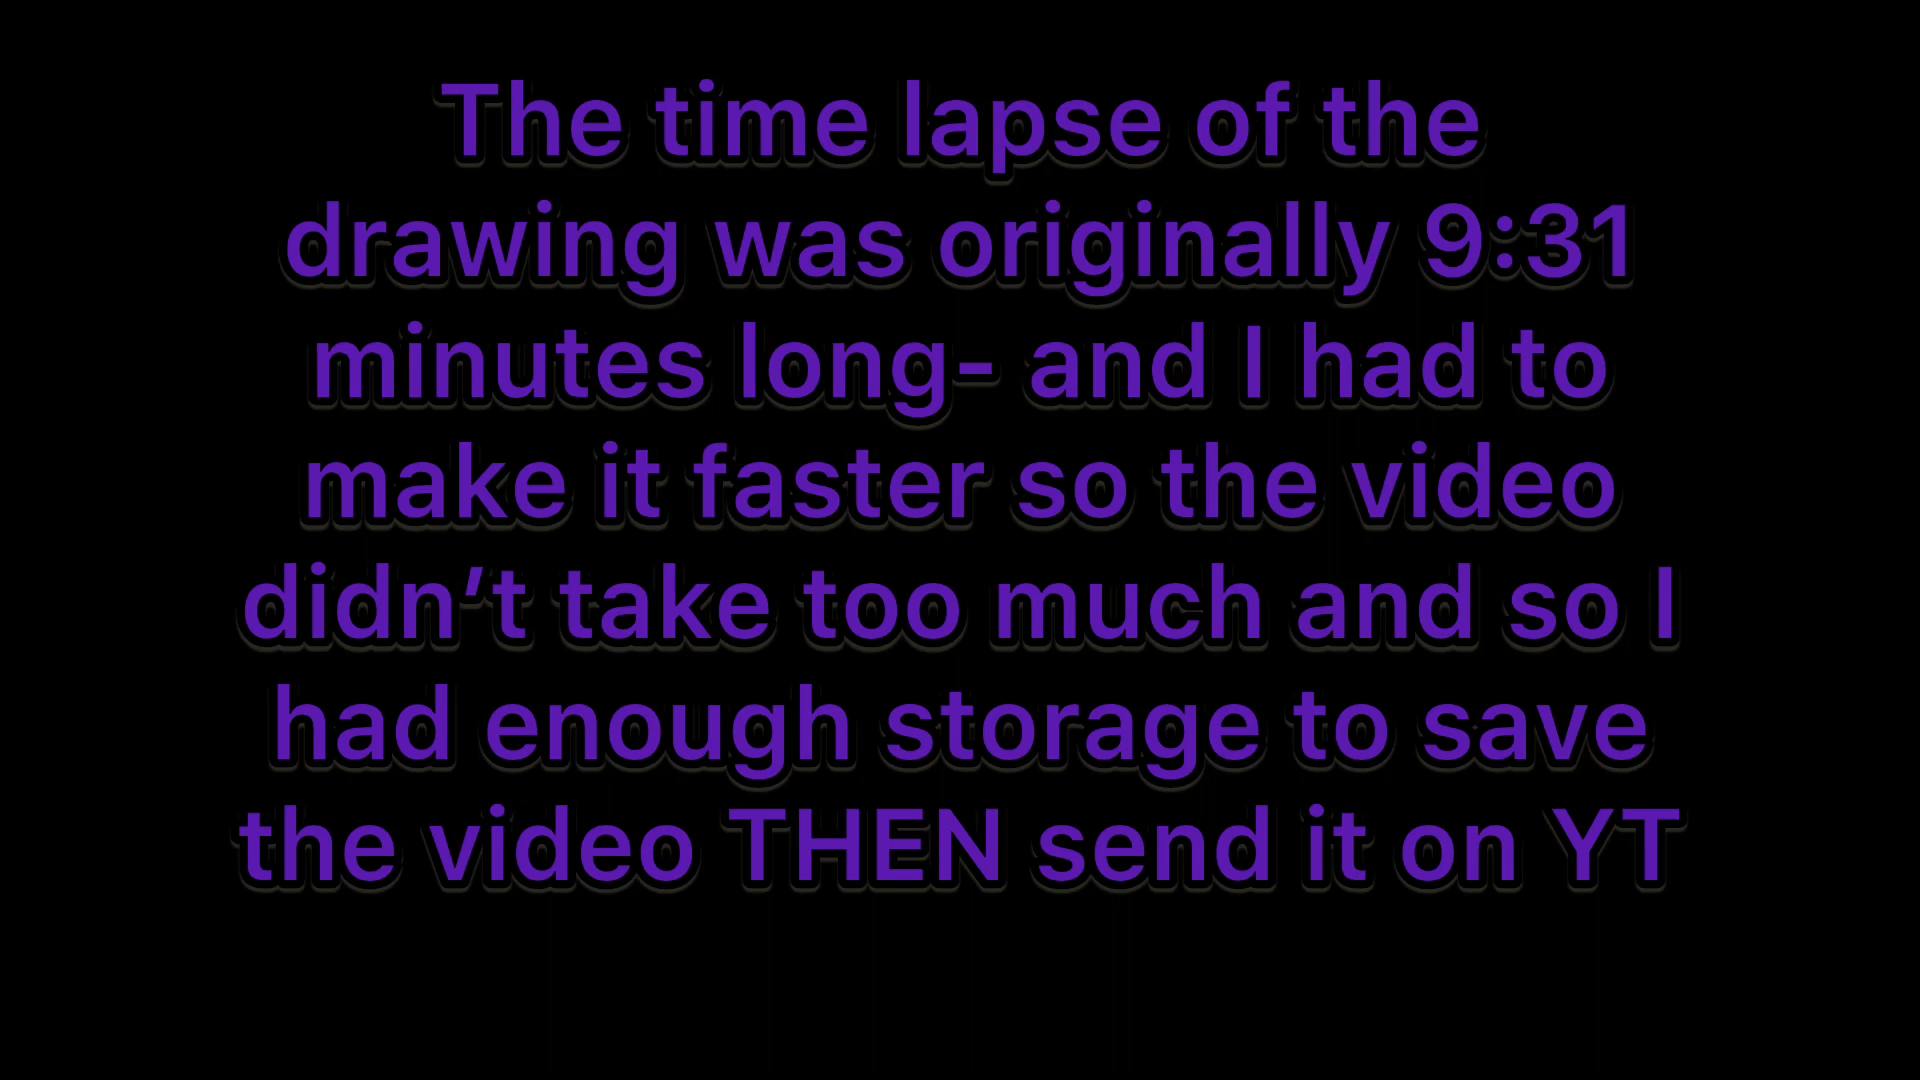 The time lapse of the
drawing was originally 9:31
minutes long- and I had to
make it faster so the video
didn’t take too much and so I
had enough storage to save
the video THEN send it on YT